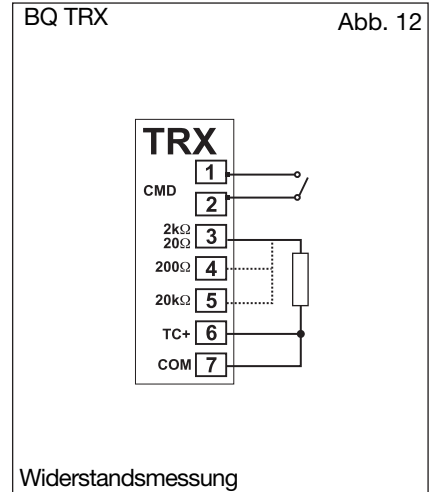 BQ TRX Abb. 12
TRX
1
CMD
2
2kΩ
20Ω 3
200Ω 4
20kΩ 5
TC+ 6
COM 7
Widerstandsmessung